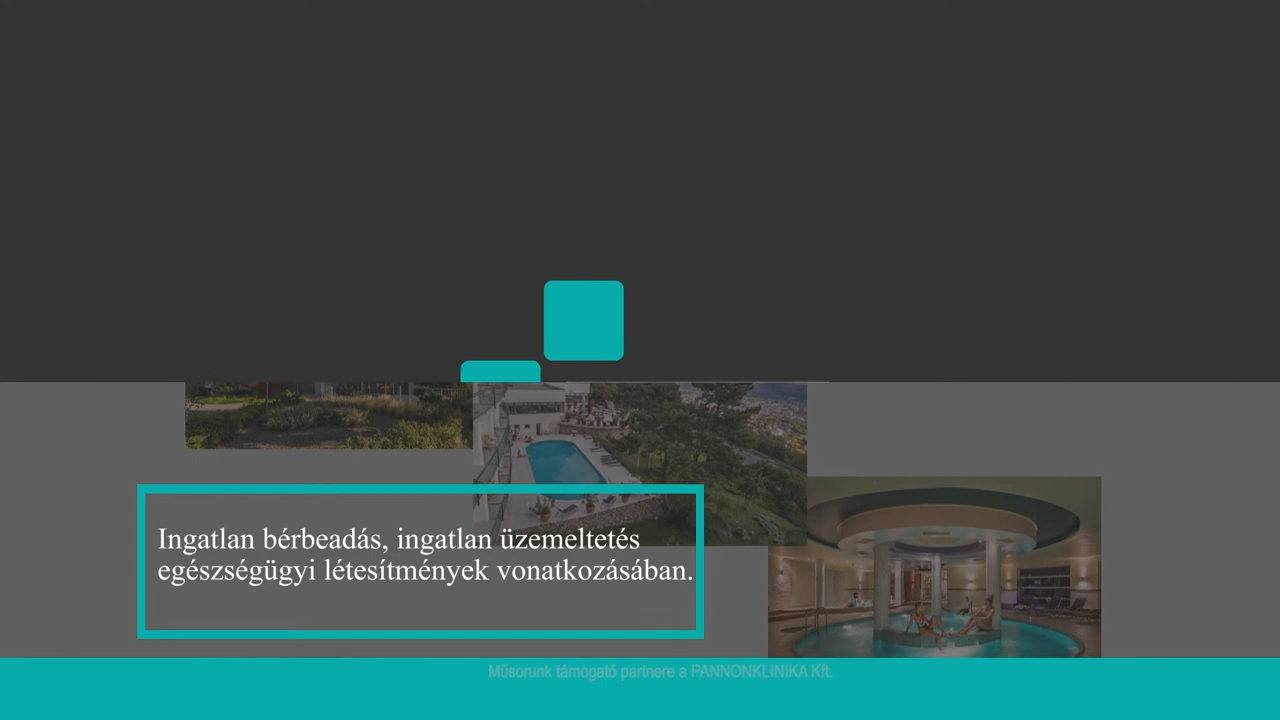 Ingatlan bérbeadás, ingatlan üzemeltetés
egészségügyi létesítmények vonatkozásában.
Műsorunk támogató partnere a PANNONKLINIKA Kft.